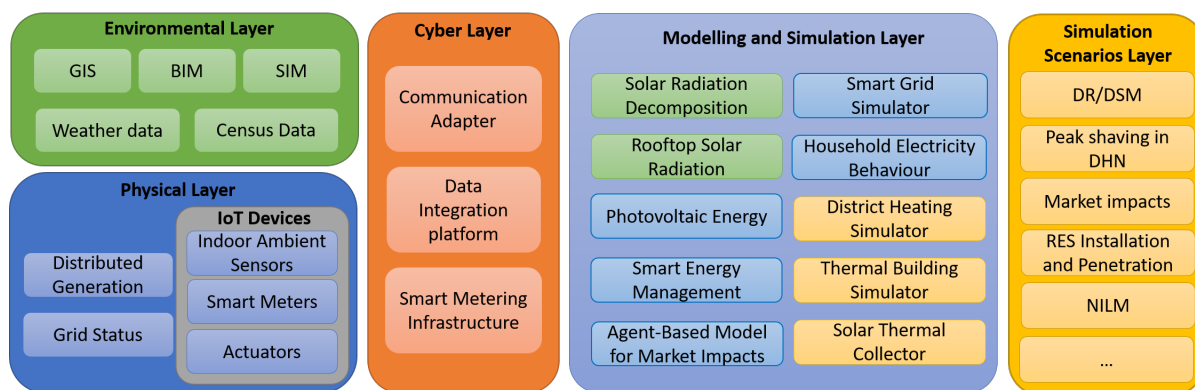 Environmental Layer
GIS
BIM
SIM
Weather data
Census Data
Physical Layer
Distributed
Generation
Grid Status
IoT Devices
Indoor Ambient
Sensors
Smart Meters
Actuators
Cyber Layer
Communication
Adapter
Data
Integration
platform
Smart Metering
Infrastructure
Modelling and Simulation Layer
Solar Radiation
Decomposition
Smart Grid
Simulator
Rooftop Solar
Radiation
Household Electricity
Behaviour
Photovoltaic Energy
District Heating
Simulator
Smart Energy
Management
Thermal Building
Simulator
Agent-Based Model
for Market Impacts
Solar Thermal
Collector
Simulation
Scenarios Layer
DR/DSM
Peak shaving in
DHN
Market impacts
RES Installation
and Penetration
NILM
...